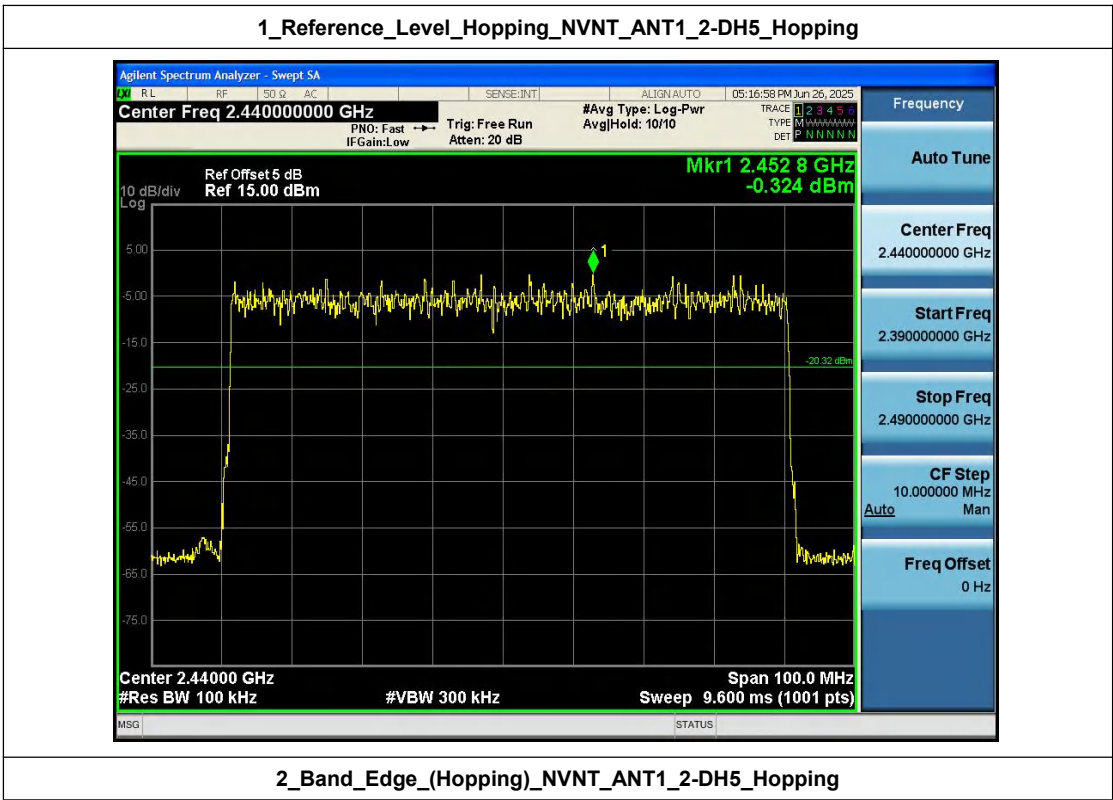 1_Reference_Level_Hopping_NVNT_ANT1_2-DH5_Hopping
Agilent Spectrum Analyzer - Swept SA
LXI RL RF 50 Ω AC SENSE:INT ALIGN AUTO 05:16:58 PM Jun 26, 2025
Center Freq 2.440000000 GHz
PNO: Fast
IFGain:Low
Trig: Free Run
Atten: 20 dB
#Avg Type: Log-Pwr
Avg|Hold: 10/10
TRACE 1 2 3 4 5 6
TYPE M
DET P N N N N N
Frequency
Mkr1 2.452 8 GHz
-0.324 dBm
Ref Offset 5 dB
10 dB/div Ref 15.00 dBm
Log
5.00
-5.00
-15.0
-25.0
-35.0
-45.0
-55.0
-65.0
-75.0
1
-20.32 dBm
Auto Tune
Center Freq
2.440000000 GHz
Start Freq
2.390000000 GHz
Stop Freq
2.490000000 GHz
CF Step
10.000000 MHz
Auto Man
Freq Offset
0 Hz
Center 2.44000 GHz Span 100.0 MHz
#Res BW 100 kHz #VBW 300 kHz Sweep 9.600 ms (1001 pts)
MSG STATUS
2_Band_Edge_(Hopping)_NVNT_ANT1_2-DH5_Hopping